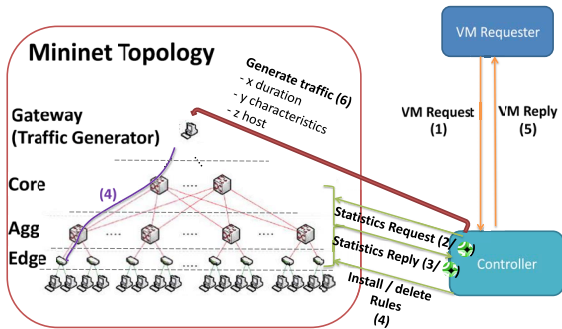 Mininet Topology
VM Requester
Generate traffic (6)
- x duration
- y characteristics
- z host
Gateway
(Traffic Generator)
VM Request
(1)
VM Reply
(5)
Core
(4)
Agg
Edge
Statistics Request (2/
Statistics Reply (3/
)
)
Install / delete
Rules
(4)
Controller